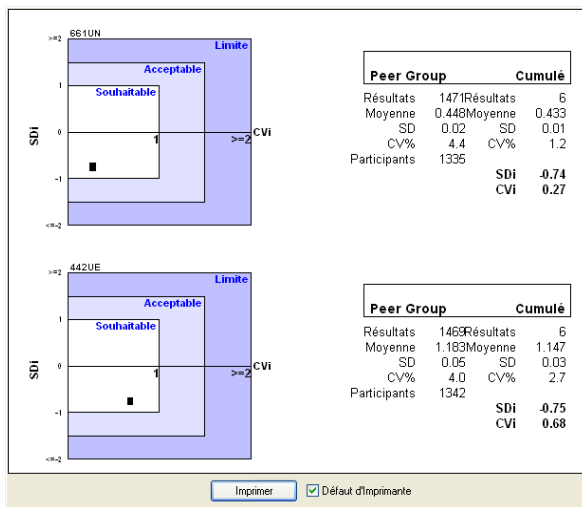 661UN
>=2
Limite
Acceptable
Souhaitable
1
SDi
0
1
>=2
CVi
-1
<=-2
Peer Group Cumulé
Résultats 1471 Résultats 6
Moyenne 0.448 Moyenne 0.433
SD 0.02 SD 0.01
CV% 4.4 CV% 1.2
Participants 1335
SDi -0.74
CVi 0.27
442UE
>=2
Limite
Acceptable
Souhaitable
1
SDi
0
1
>=2
CVi
-1
<=-2
Peer Group Cumulé
Résultats 1469 Résultats 6
Moyenne 1.183 Moyenne 1.147
SD 0.05 SD 0.03
CV% 4.0 CV% 2.7
Participants 1342
SDi -0.75
CVi 0.68
Imprimer
Défaut d'Imprimante